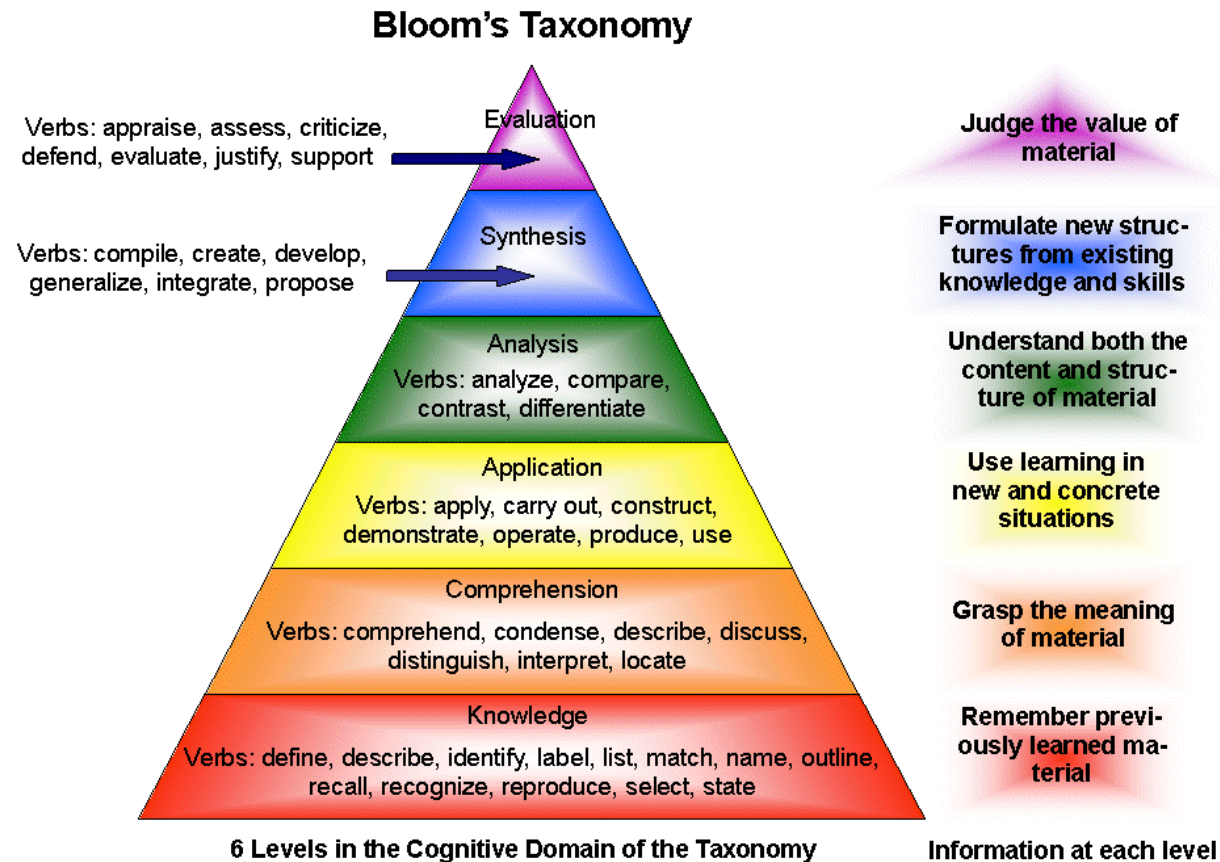 Bloom's Taxonomy
Evaluation
Verbs: appraise, assess, criticize,
defend, evaluate, justify, support
Judge the value of
material
Synthesis
Verbs: compile, create, develop,
generalize, integrate, propose
Formulate new struc-
tures from existing
knowledge and skills
Analysis
Verbs: analyze, compare,
contrast, differentiate
Understand both the
content and struc-
ture of material
Application
Verbs: apply, carry out, construct,
demonstrate, operate, produce, use
Use learning in
new and concrete
situations
Comprehension
Verbs: comprehend, condense, describe, discuss,
distinguish, interpret, locate
Grasp the meaning
of material
Knowledge
Verbs: define, describe, identify, label, list, match, name, outline,
recall, recognize, reproduce, select, state
Remember previ-
ously learned ma-
terial
6 Levels in the Cognitive Domain of the Taxonomy
Information at each level